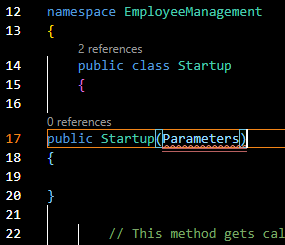 12 namespace EmployeeManagement
13 {
2 references
14 public class Startup
15 {
16
0 references
17 public Startup(Parameters)
18 {
19
20 }
21
22 // This method gets cal